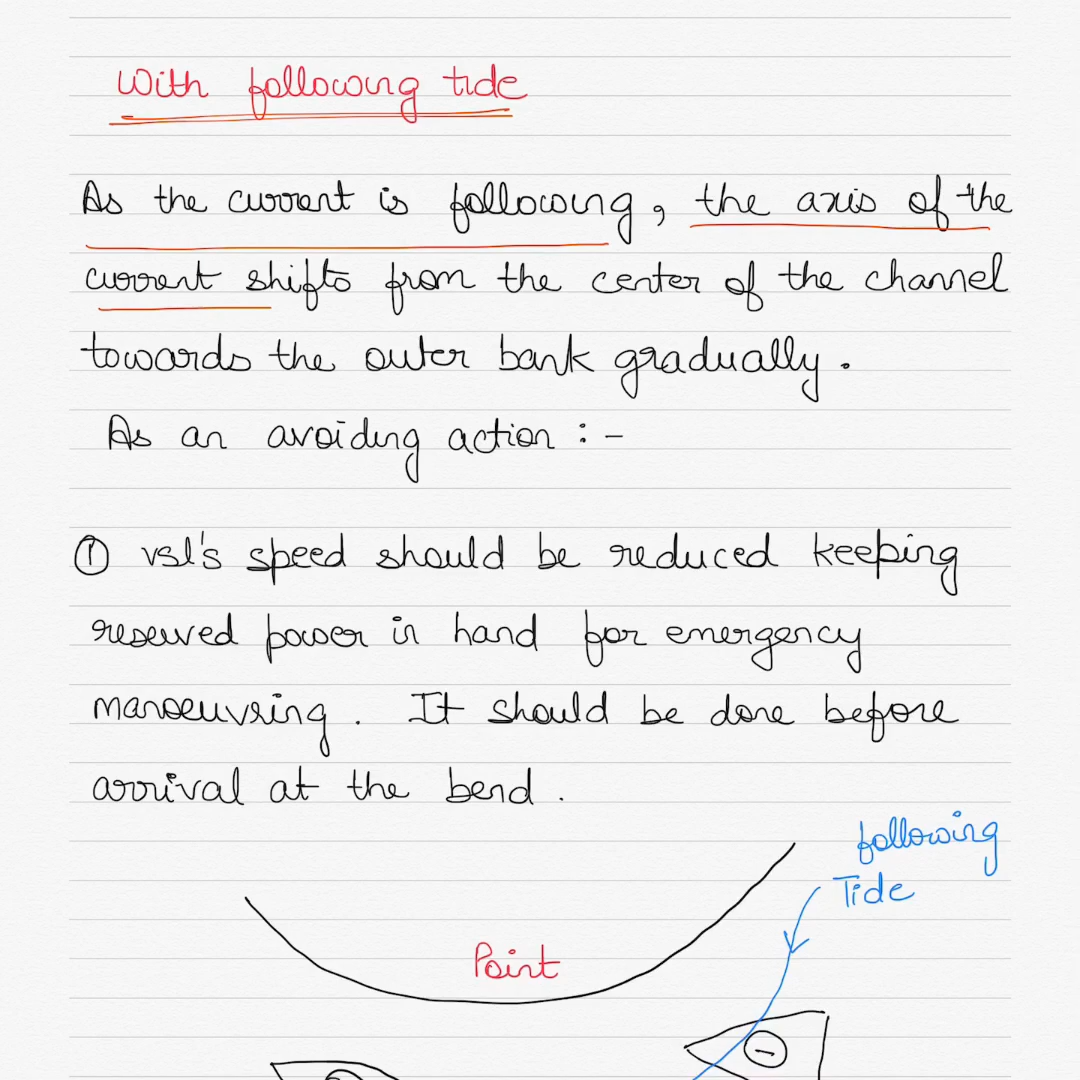 With following tide
As the current is following, the axis of the
current shifts from the center of the channel
towards the outer bank gradually.
As an avoiding action :-
① vsl's speed should be reduced keeping
reserved power in hand for emergency
manoeuvring. It should be done before
arrival at the bend.
following
Tide
Point